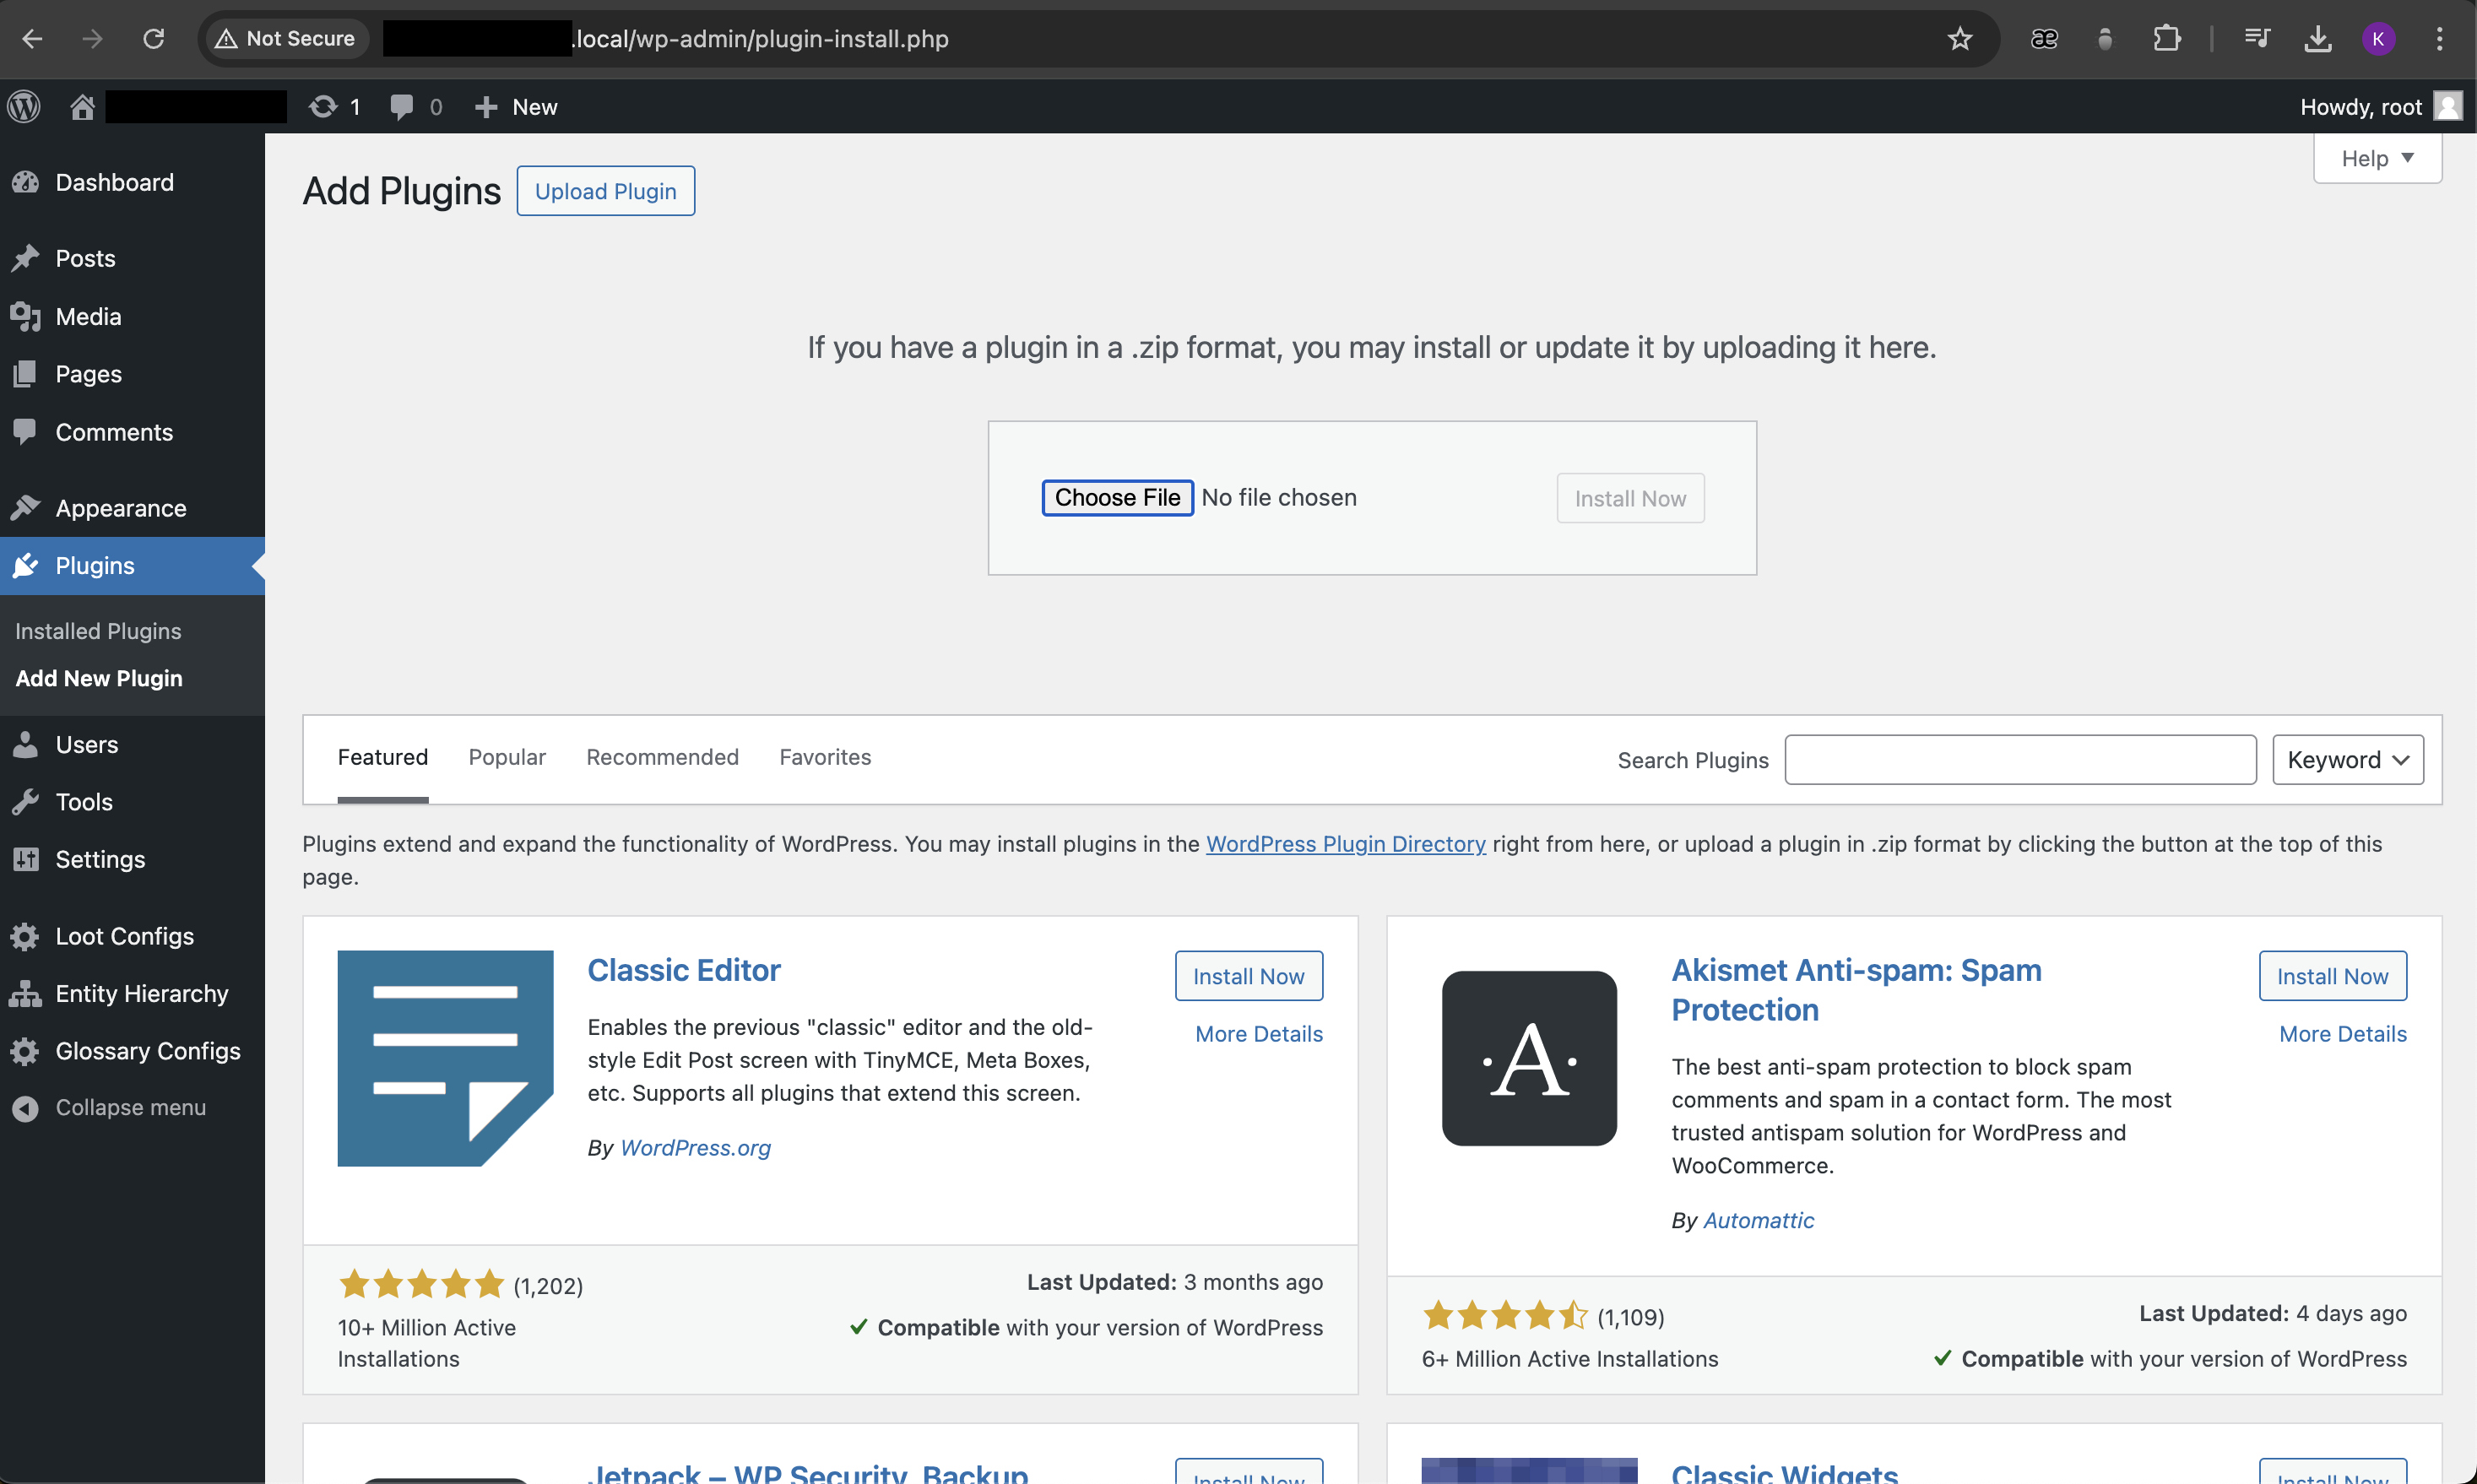 Not Secure
.local/wp-admin/plugin-install.php
æ
K
1
0
New
Howdy, root
Dashboard
Posts
Media
Pages
Comments
Appearance
Plugins
Installed Plugins
Add New Plugin
Users
Tools
Settings
Loot Configs
Entity Hierarchy
Glossary Configs
Collapse menu
Help
Add Plugins
Upload Plugin
If you have a plugin in a .zip format, you may install or update it by uploading it here.
Choose File No file chosen
Install Now
Featured
Popular
Recommended
Favorites
Search Plugins
Keyword
Plugins extend and expand the functionality of WordPress. You may install plugins in the WordPress Plugin Directory right from here, or upload a plugin in .zip format by clicking the button at the top of this
page.
Classic Editor
Install Now
More Details
Enables the previous "classic" editor and the old-
style Edit Post screen with TinyMCE, Meta Boxes,
etc. Supports all plugins that extend this screen.
By WordPress.org
(1,202)
10+ Million Active
Installations
Last Updated: 3 months ago
Compatible with your version of WordPress
·A·
Akismet Anti-spam: Spam
Protection
Install Now
More Details
The best anti-spam protection to block spam
comments and spam in a contact form. The most
trusted antispam solution for WordPress and
WooCommerce.
By Automattic
(1,109)
6+ Million Active Installations
Last Updated: 4 days ago
Compatible with your version of WordPress
Jetpack – WP Security, Backup
Install Now
Classic Widgets
Install Now